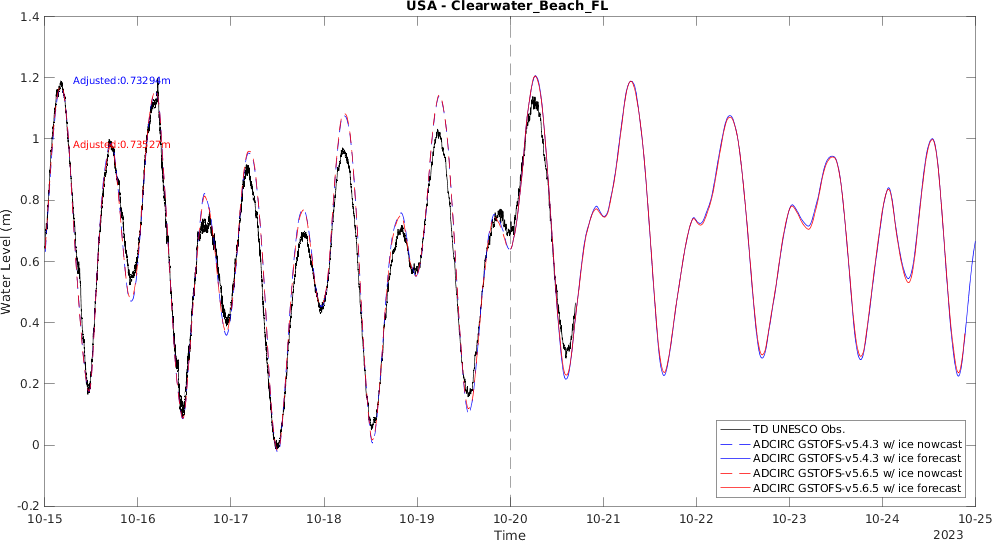 USA - Clearwater_Beach_FL
1.4
1.2
1
0.8
0.6
0.4
0.2
0
-0.2
Water Level (m)
Adjusted:0.73294m
Adjusted:0.73527m
TD UNESCO Obs.
ADCIRC GSTOFS-v5.4.3 w/ ice nowcast
ADCIRC GSTOFS-v5.4.3 w/ ice forecast
ADCIRC GSTOFS-v5.6.5 w/ ice nowcast
ADCIRC GSTOFS-v5.6.5 w/ ice forecast
10-15 10-16 10-17 10-18 10-19 10-20 10-21 10-22 10-23 10-24 10-25
Time
2023